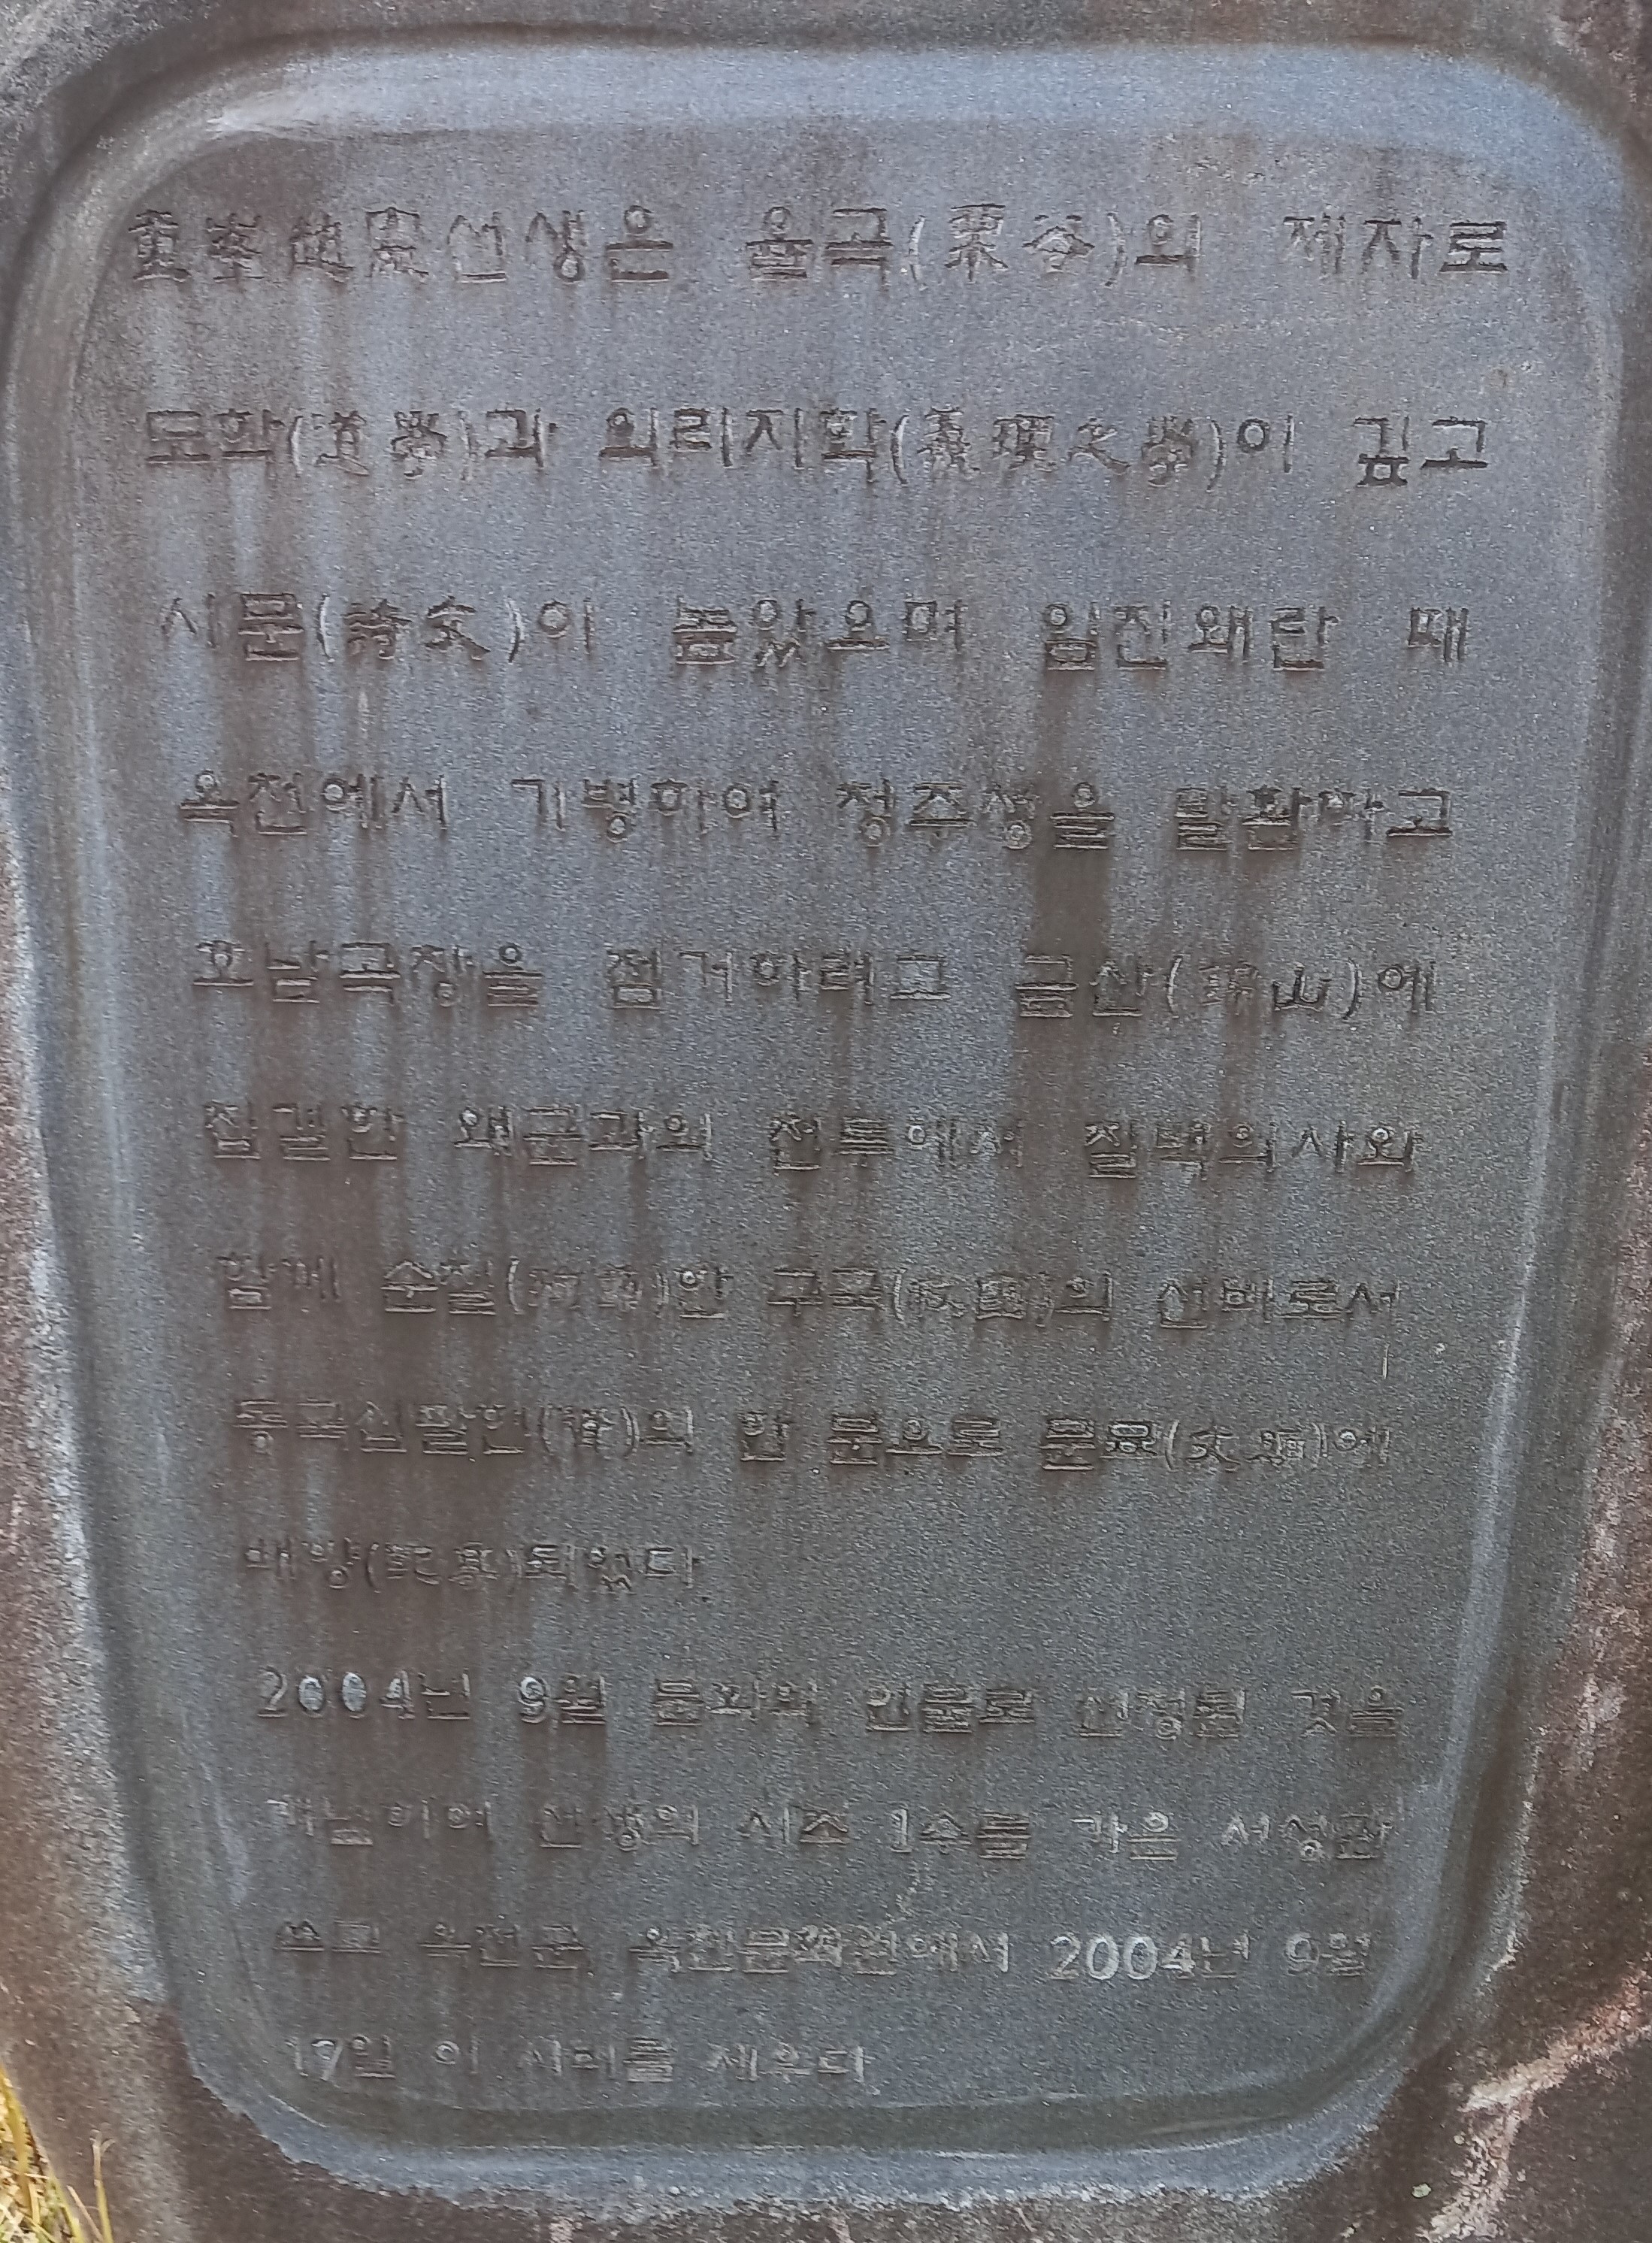 重峯趙憲선생은 율곡(栗谷)의 제자로
도학(道學)과 의리지학(義理之學)이 깊고
시문(詩文)이 높았으며 임진왜란 때
옥천에서 기병하여 청주성을 탈환하고
호남곡창을 점거하려고 금산(錦山)에
집결한 왜군과의 전투에서 칠백의사와
함께 순절(殉節)한 구국(救國)의 선비로서
동국십팔현(賢)의 한 분으로 문묘(文廟)에
배향(配享)되었다
2004년 9월 문화의 인물로 선정된 것을
기념하여 선생의 시조 1수를 각은 서성관
쓰고 옥천군, 옥천문화원에서 2004년 9월
17일 이 시비를 세우다